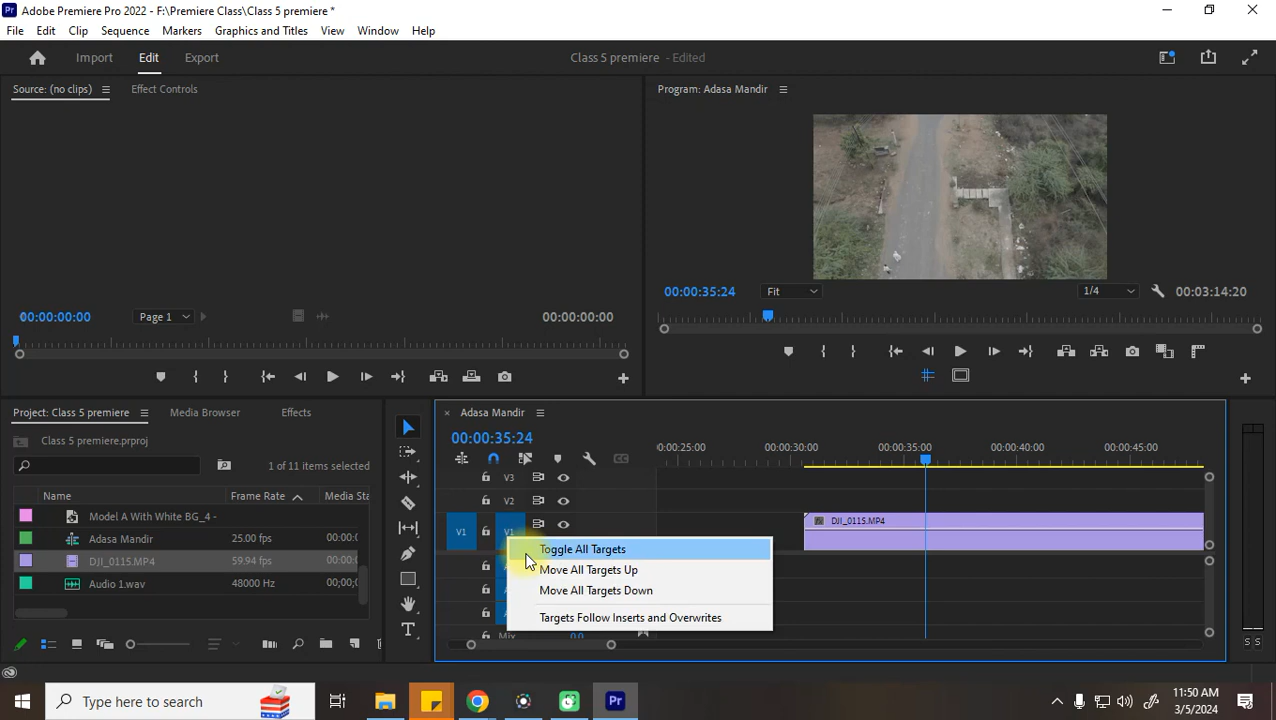 Adobe Premiere Pro 2022 - F:\Premiere Class\Class 5 premiere *
File Edit Clip Sequence Markers Graphics and Titles View Window Help
Import Edit Export Class 5 premiere - Edited
Source: (no clips) Effect Controls
Program: Adasa Mandir
00:00:00:00 Page 1 00:00:00:00
00:00:35:24 Fit 1/4 00:03:14:20
Project: Class 5 premiere Media Browser Effects
Class 5 premiere.prproj
1 of 11 items selected
Name Frame Rate Media Sta
Model A With White BG_4 -
Adasa Mandir 25.00 fps
DJI_0115.MP4 59.94 fps
Audio 1.wav 48000 Hz
× Adasa Mandir
00:00:35:24
00:00:25:00 00:00:30:00 00:00:35:00 00:00:40:00 00:00:45:00
V3
V2
V1 V1
DJI_0115.MP4
Mix 0.0
Toggle All Targets
Move All Targets Up
Move All Targets Down
Targets Follow Inserts and Overwrites
S S
Type here to search
11:50 AM
3/5/2024